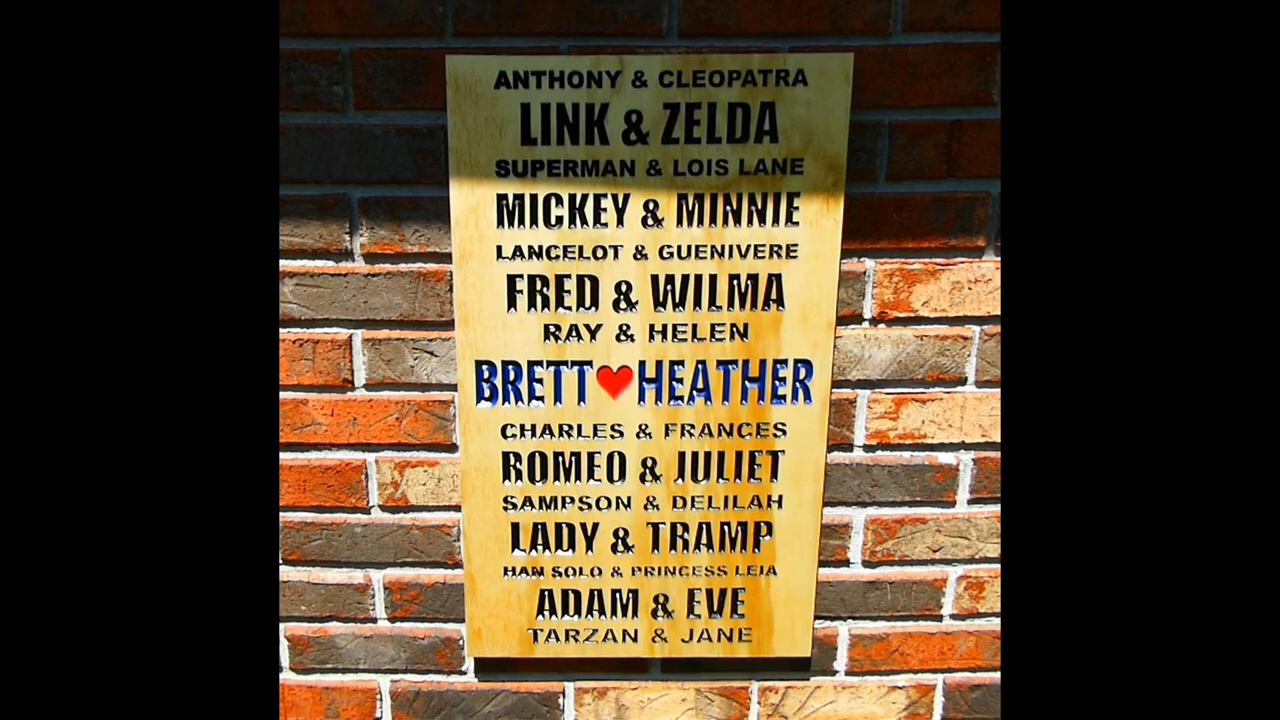 ANTHONY & CLEOPATRA
LINK & ZELDA
SUPERMAN & LOIS LANE
MICKEY & MINNIE
LANCELOT & GUENIVERE
FRED & WILMA
RAY & HELEN
BRETT❤HEATHER
CHARLES & FRANCES
ROMEO & JULIET
SAMPSON & DELILAH
LADY & TRAMP
HAN SOLO & PRINCESS LEIA
ADAM & EVE
TARZAN & JANE